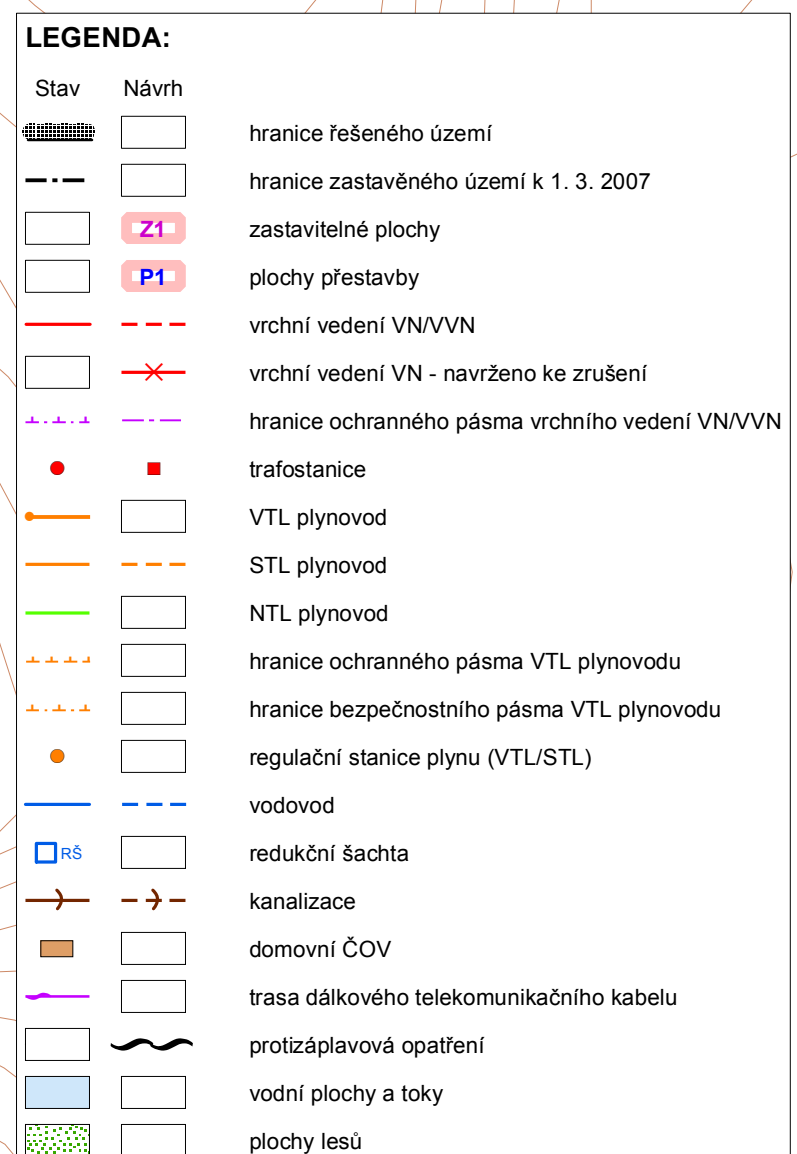 LEGENDA:
Stav Návrh
hranice řešeného území
hranice zastavěného území k 1. 3. 2007
Z1 zastavitelné plochy
P1 plochy přestavby
vrchní vedení VN/VVN
vrchní vedení VN - navrženo ke zrušení
hranice ochranného pásma vrchního vedení VN/VVN
trafostanice
VTL plynovod
STL plynovod
NTL plynovod
hranice ochranného pásma VTL plynovodu
hranice bezpečnostního pásma VTL plynovodu
regulační stanice plynu (VTL/STL)
vodovod
RŠ redukční šachta
kanalizace
domovní ČOV
trasa dálkového telekomunikačního kabelu
protizáplavová opatření
vodní plochy a toky
plochy lesů